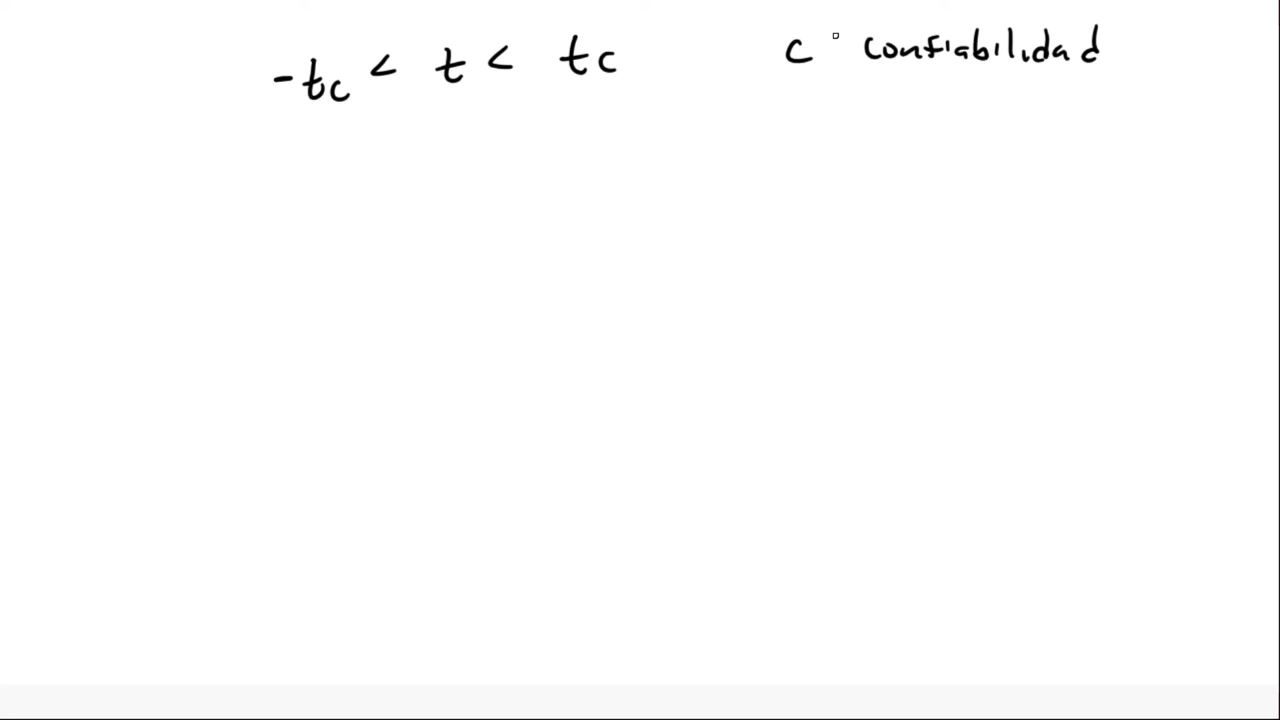 -tc < t < tc
c confiabilidad